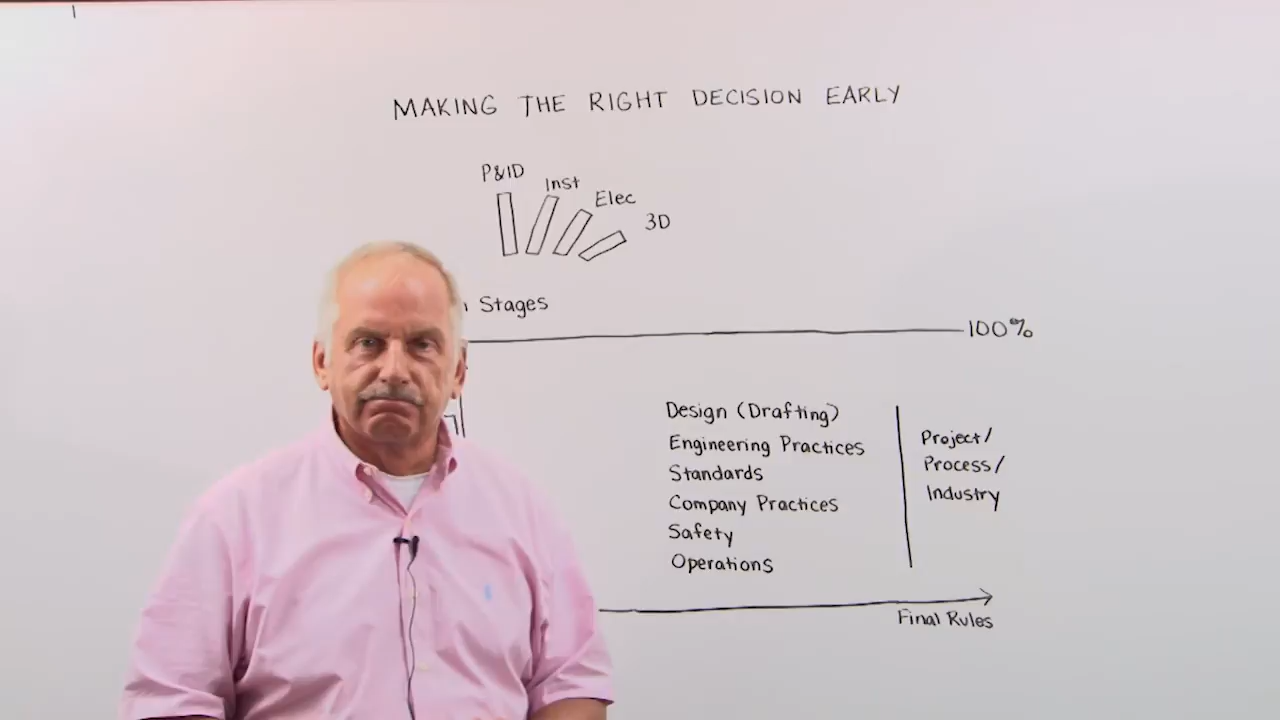 MAKING THE RIGHT DECISION EARLY
P&ID
Inst
Elec
3D
Stages
100%
Design (Drafting)
Engineering Practices
Standards
Company Practices
Safety
Operations
Project/
Process/
Industry
Final Rules